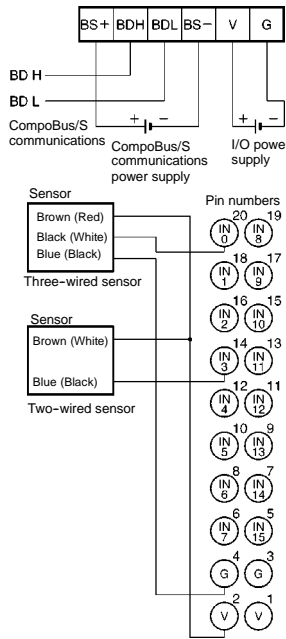 BS+ BDH BDL BS− V G
BD H
BD L
+ −
+ −
CompoBus/S
communications
CompoBus/S
communications
power supply
I/O powe
supply
Sensor
Brown (Red)
Black (White)
Blue (Black)
Three-wired sensor
Sensor
Brown (White)
Blue (Black)
Two-wired sensor
Pin numbers
20 19
IN 0 IN 8
18 17
IN 1 IN 9
16 15
IN 2 IN 10
14 13
IN 3 IN 11
12 11
IN 4 IN 12
10 9
IN 5 IN 13
8 7
IN 6 IN 14
6 5
IN 7 IN 15
4 3
G G
2 1
V V